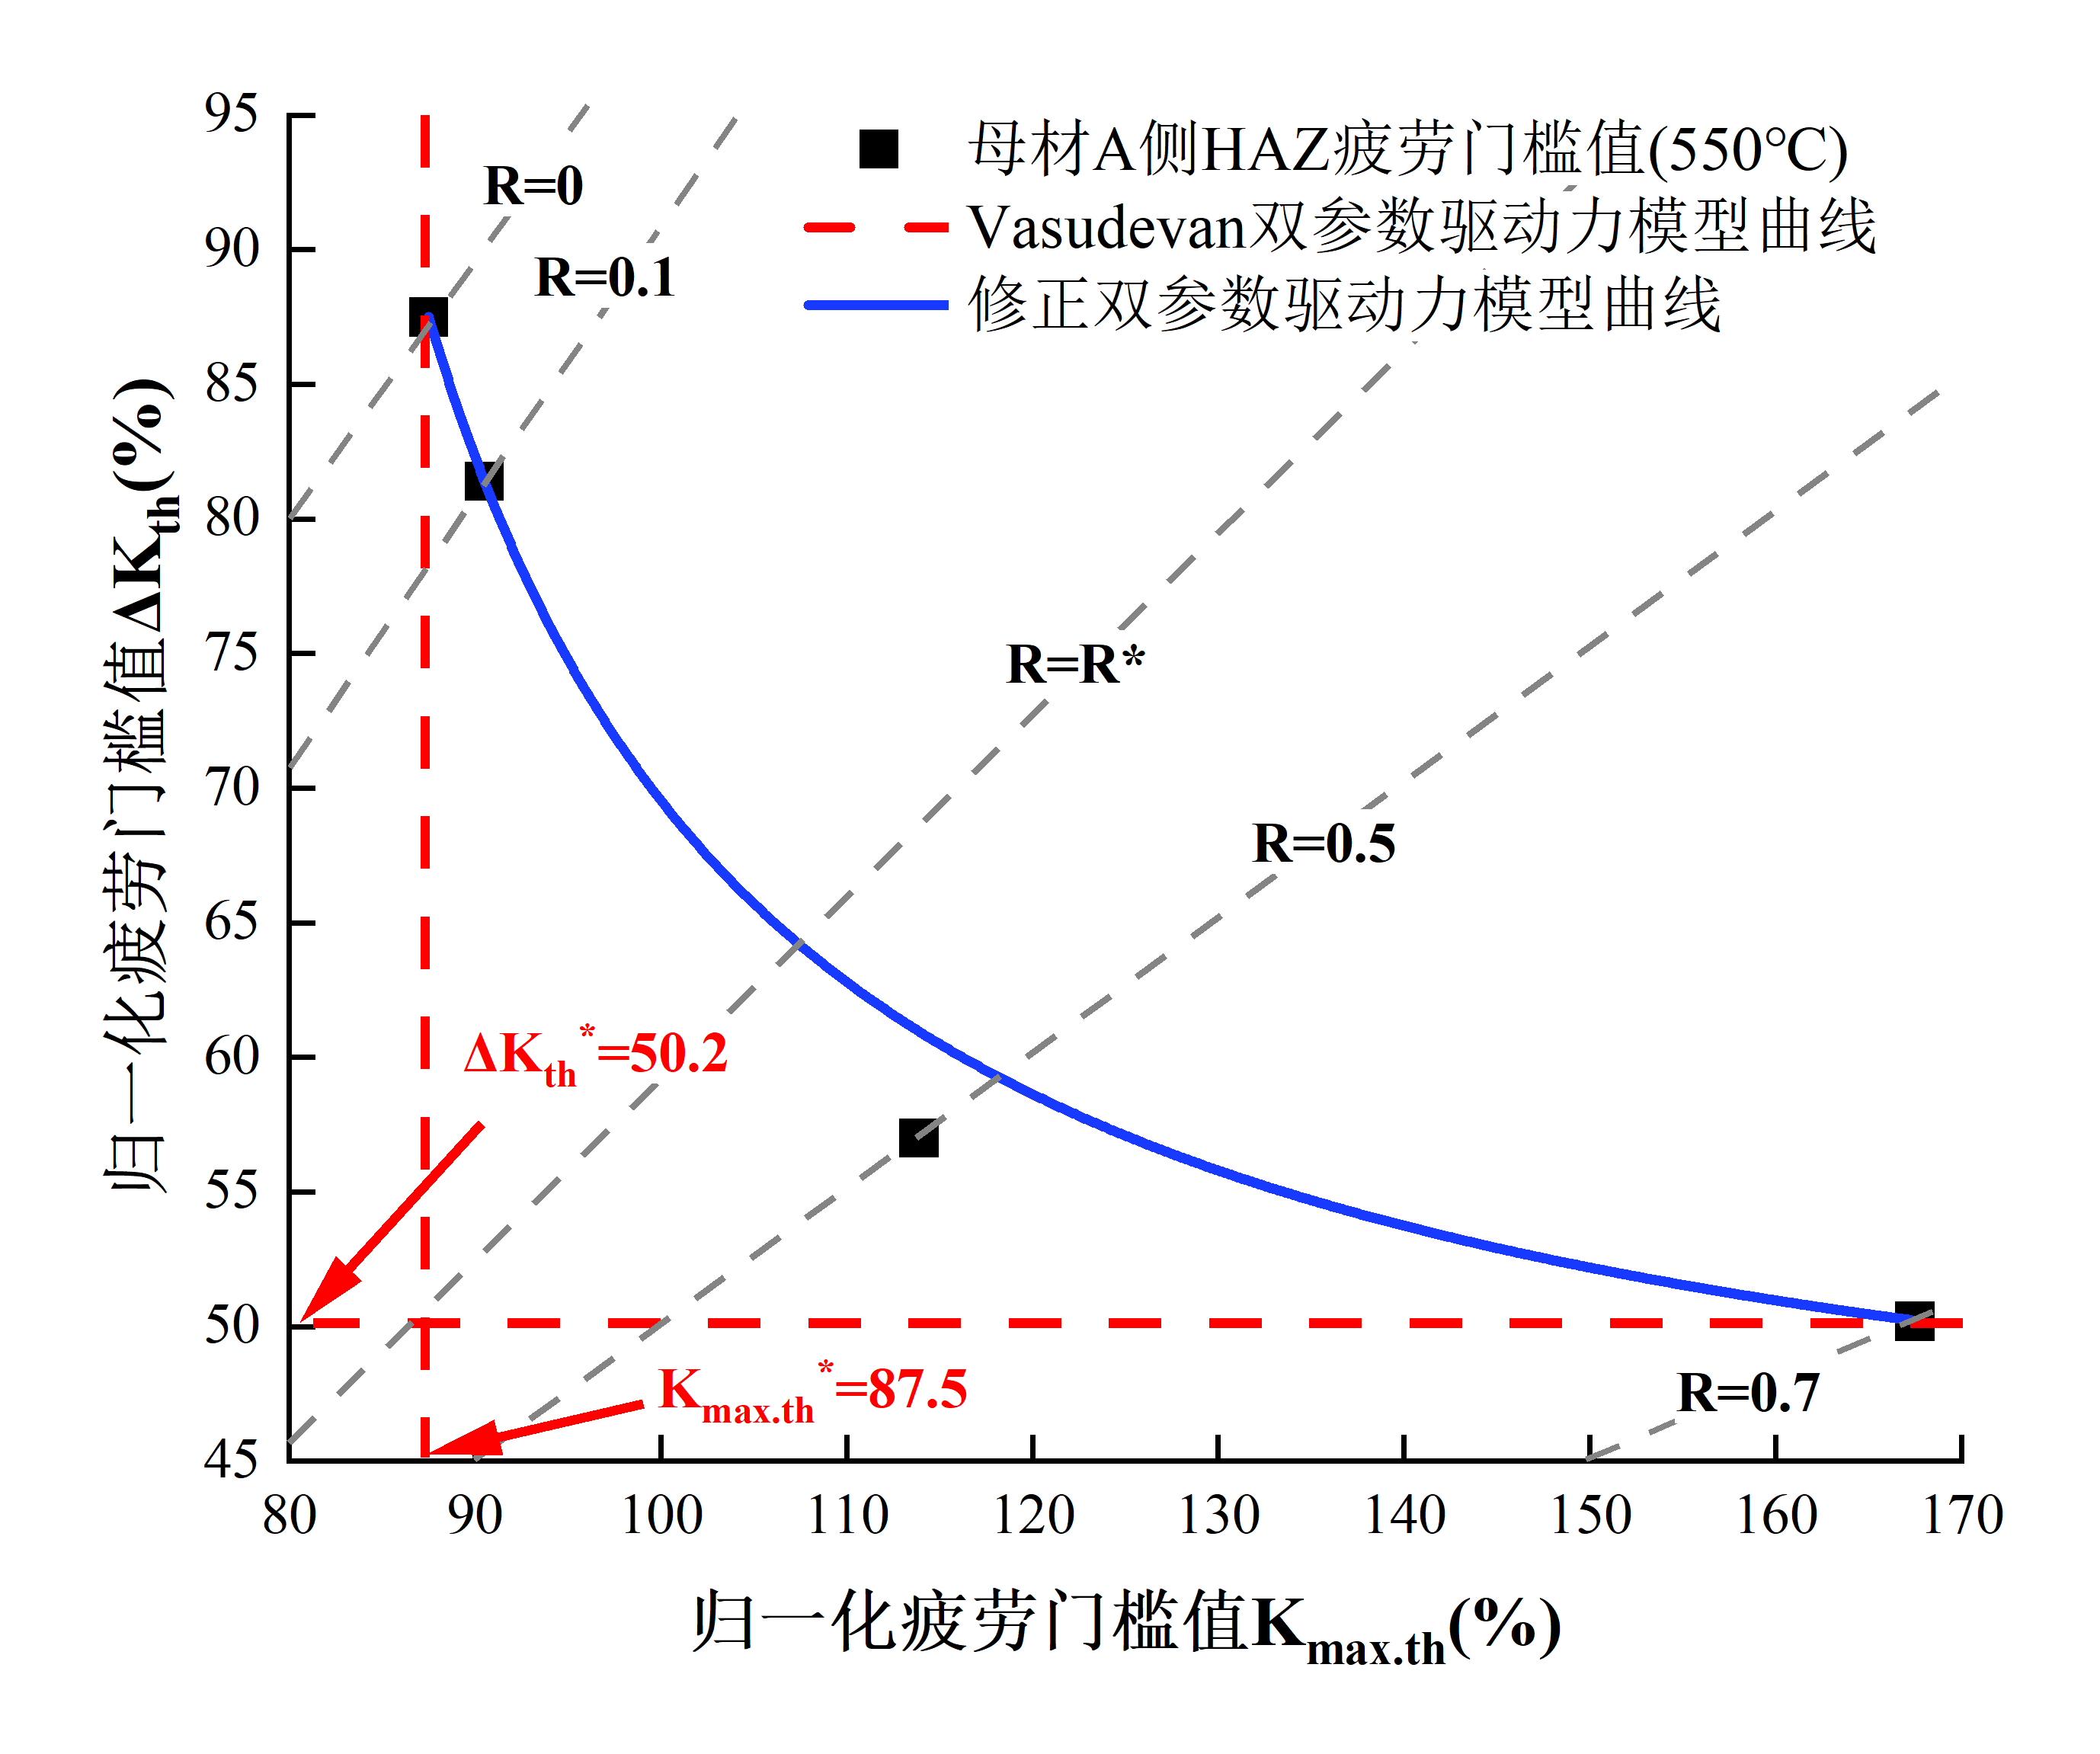 母材A侧HAZ疲劳门槛值(550℃)
Vasudevan双参数驱动力模型曲线
修正双参数驱动力模型曲线
R=0
R=0.1
R=R*
R=0.5
R=0.7
ΔKth*=50.2
Kmax.th*=87.5
归一化疲劳门槛值ΔKth(%)
95
90
85
80
75
70
65
60
55
50
45
80 90 100 110 120 130 140 150 160 170
归一化疲劳门槛值Kmax.th(%)